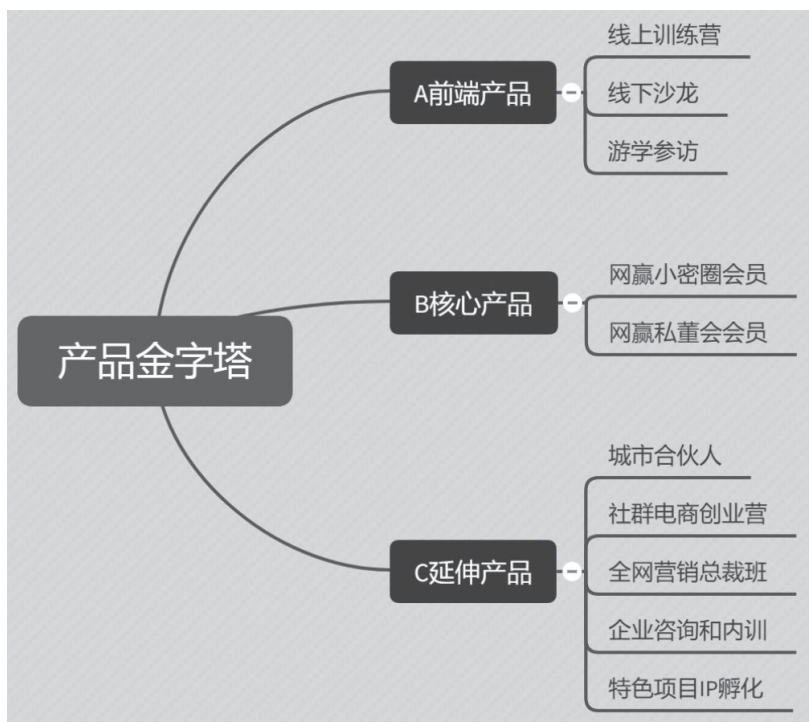 产品金字塔
A前端产品
线上训练营
线下沙龙
游学参访
B核心产品
网赢小密圈会员
网赢私董会会员
C延伸产品
城市合伙人
社群电商创业营
全网营销总裁班
企业咨询和内训
特色项目IP孵化